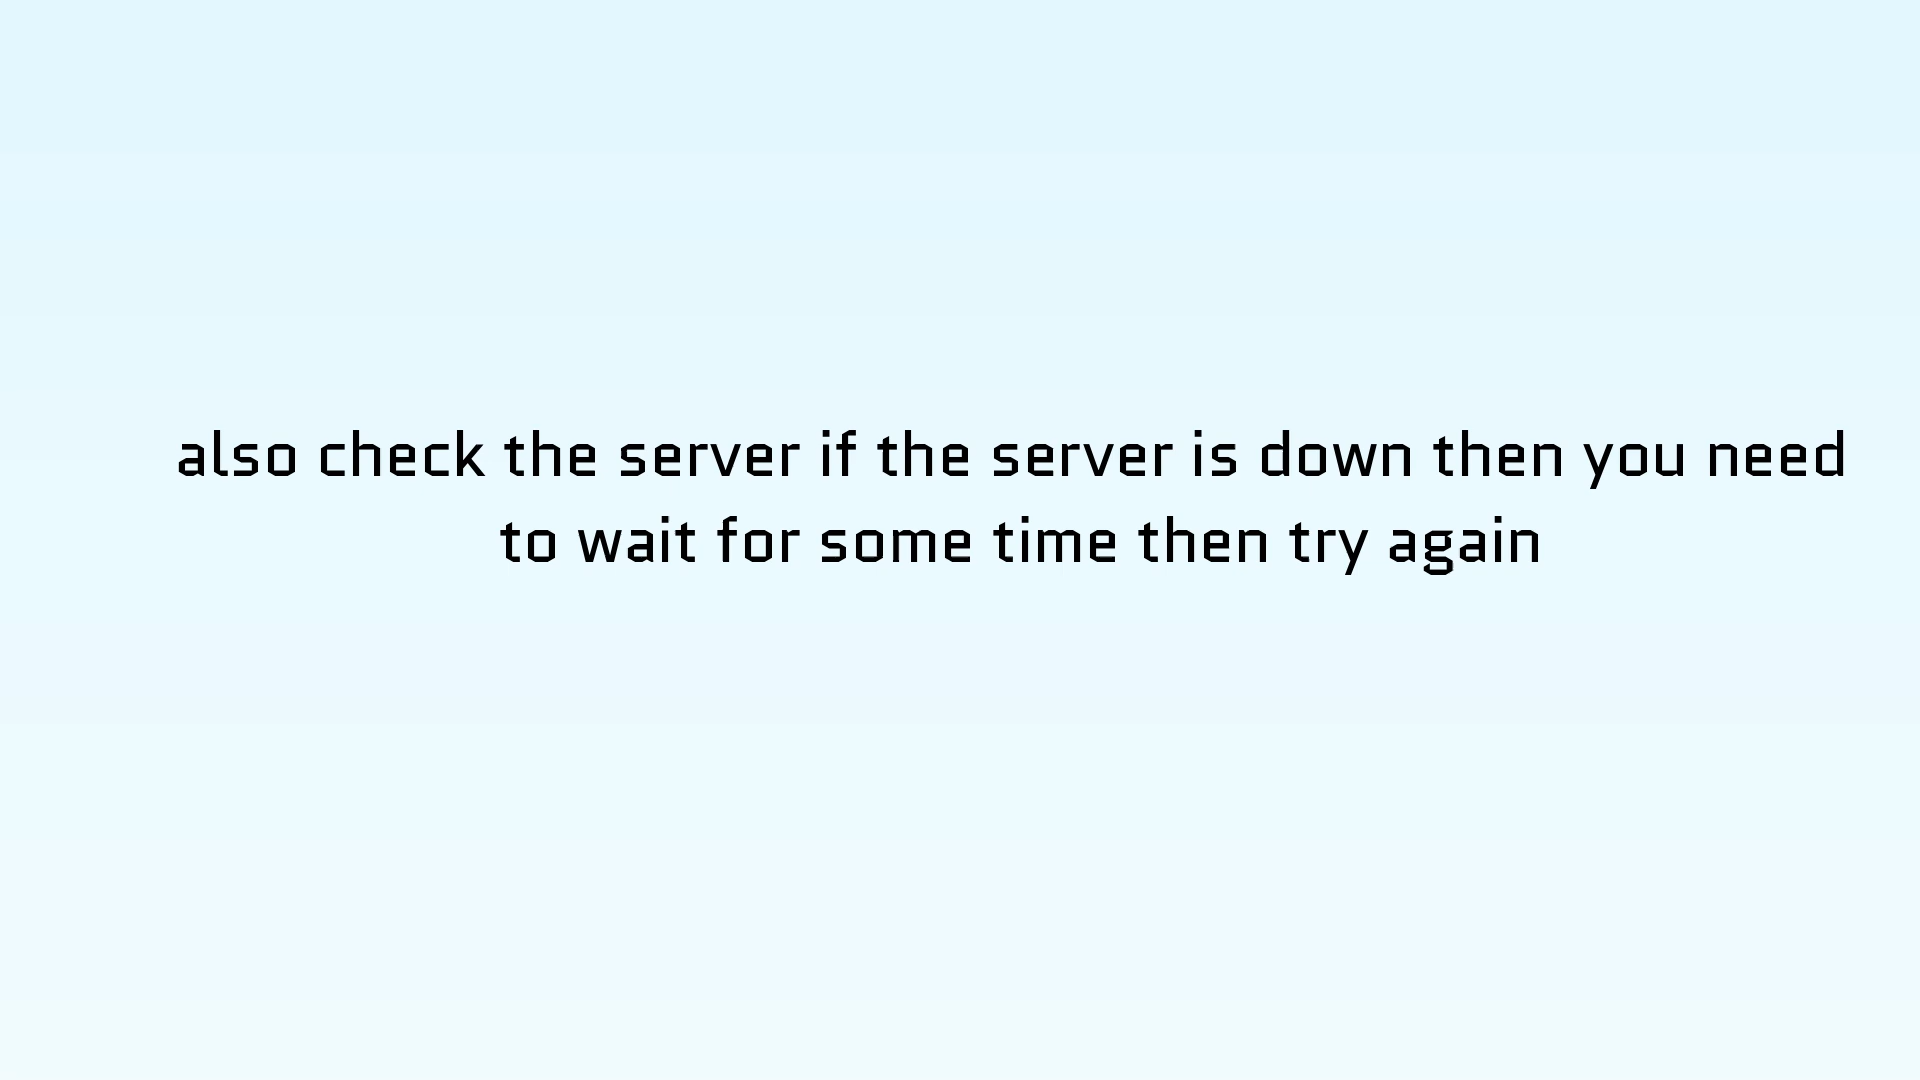 also check the server if the server is down then you need
to wait for some time then try again